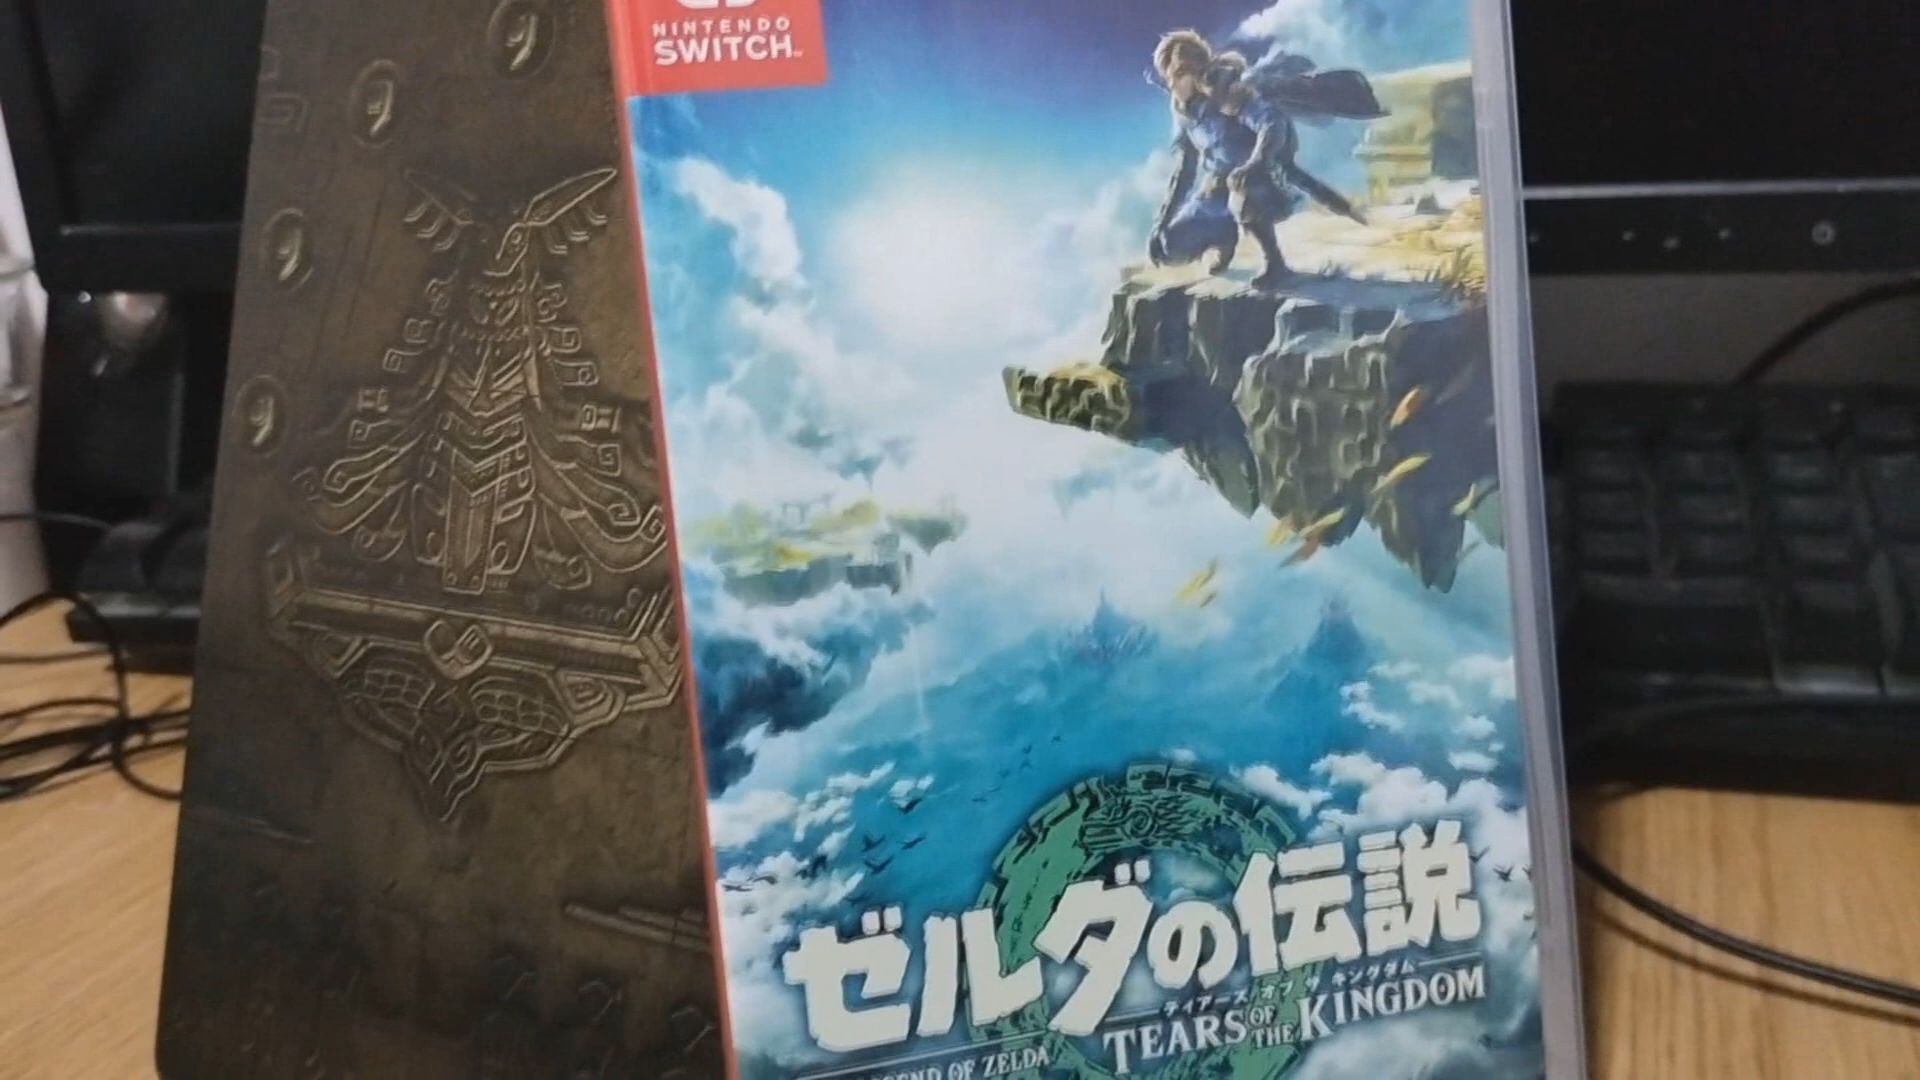 NINTENDO
SWITCH
ゼルダの伝説
ティアーズ オブ ザ キングダム
TEARS OF THE KINGDOM
OF ZELDA